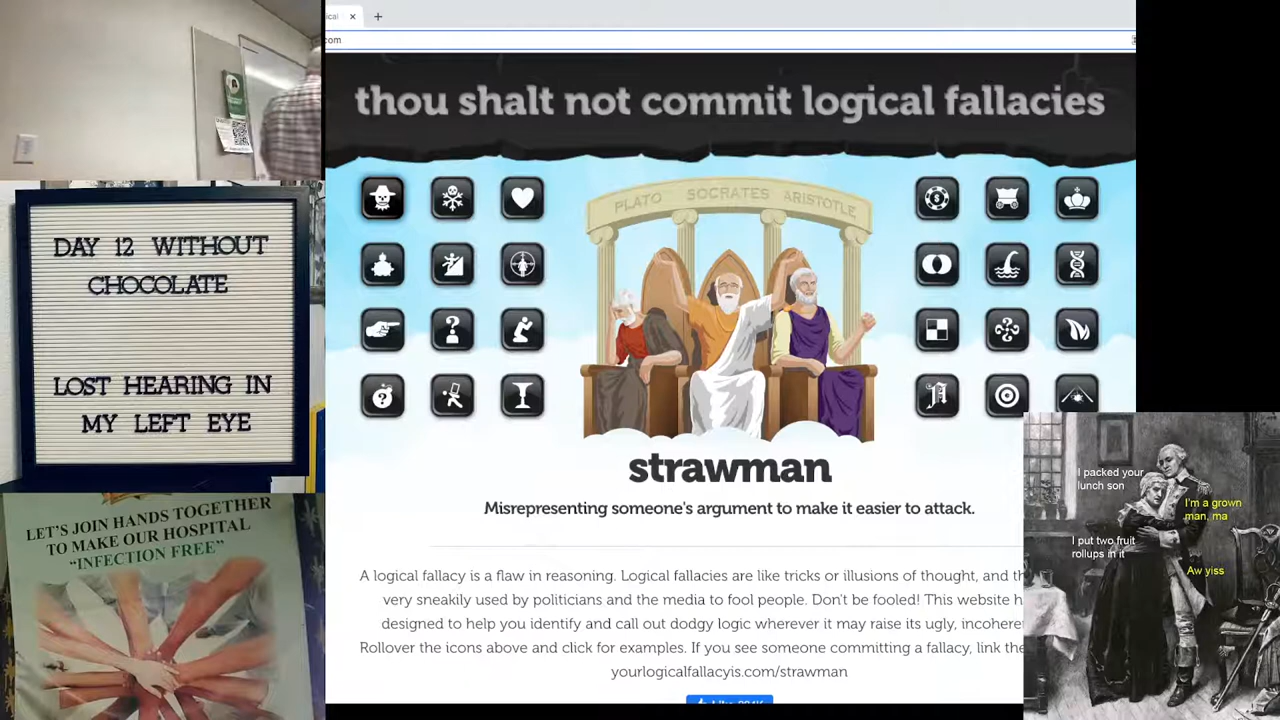 ical
com
thou shalt not commit logical fallacies
PLATO SOCRATES ARISTOTLE
strawman
Misrepresenting someone's argument to make it easier to attack.
A logical fallacy is a flaw in reasoning. Logical fallacies are like tricks or illusions of thought, and th
very sneakily used by politicians and the media to fool people. Don't be fooled! This website h
designed to help you identify and call out dodgy logic wherever it may raise its ugly, incohere
Rollover the icons above and click for examples. If you see someone committing a fallacy, link the
yourlogicalfallacyis.com/strawman
Like
DAY 12 WITHOUT
CHOCOLATE
LOST HEARING IN
MY LEFT EYE
LET'S JOIN HANDS TOGETHER
TO MAKE OUR HOSPITAL
"INFECTION FREE"
I packed your
lunch son
I'm a grown
man, ma
I put two fruit
rollups in it
Aw yiss